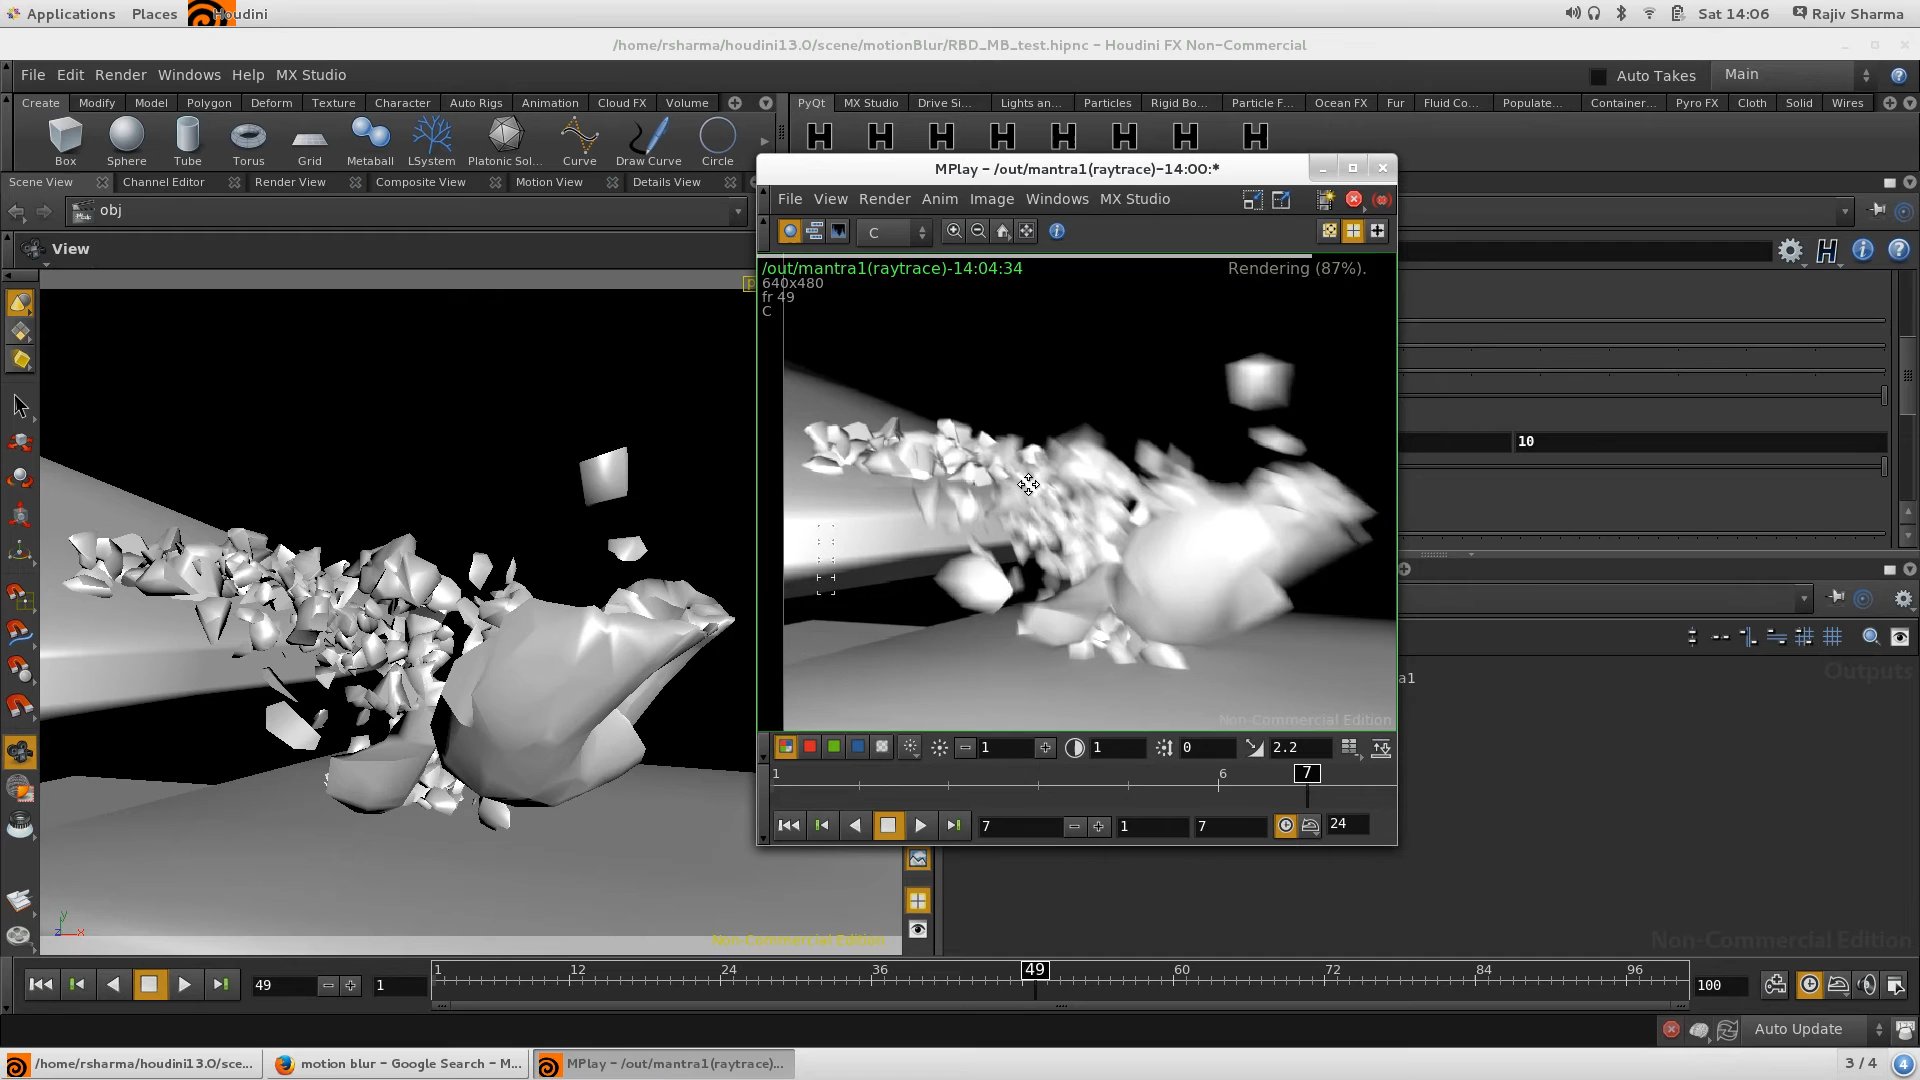 Applications Places Houdini Sat 14:06 Rajiv Sharma
/home/rsharma/houdini13.0/scene/motionBlur/RBD_MB_test.hipnc - Houdini FX Non-Commercial
File Edit Render Windows Help MX Studio Auto Takes Main
Create Modify Model Polygon Deform Texture Character Auto Rigs Animation Cloud FX Volume PyQt MX Studio Drive Si... Lights an... Particles Rigid Bo... Particle F... Ocean FX Fur Fluid Co... Populate... Container... Pyro FX Cloth Solid Wires
Box Sphere Tube Torus Grid Metaball LSystem Platonic Sol... Curve Draw Curve Circle
Scene View Channel Editor Render View Composite View Motion View Details View
MPlay - /out/mantra1(raytrace)-14:00:*
File View Render Anim Image Windows MX Studio
obj
C
View
/out/mantra1(raytrace)-14:04:34 Rendering (87%).
640x480
fr 49
C
10
a1
Outputs
Non-Commercial Edition
1 1 0 2.2
1 6 7
7 1 7 24
Non-Commercial Edition
Non-Commercial Edition
49 1 1 12 24 36 49 60 72 84 96 100
Auto Update
/home/rsharma/houdini13.0/sce... motion blur - Google Search - M... MPlay - /out/mantra1(raytrace)... 3 / 4 4